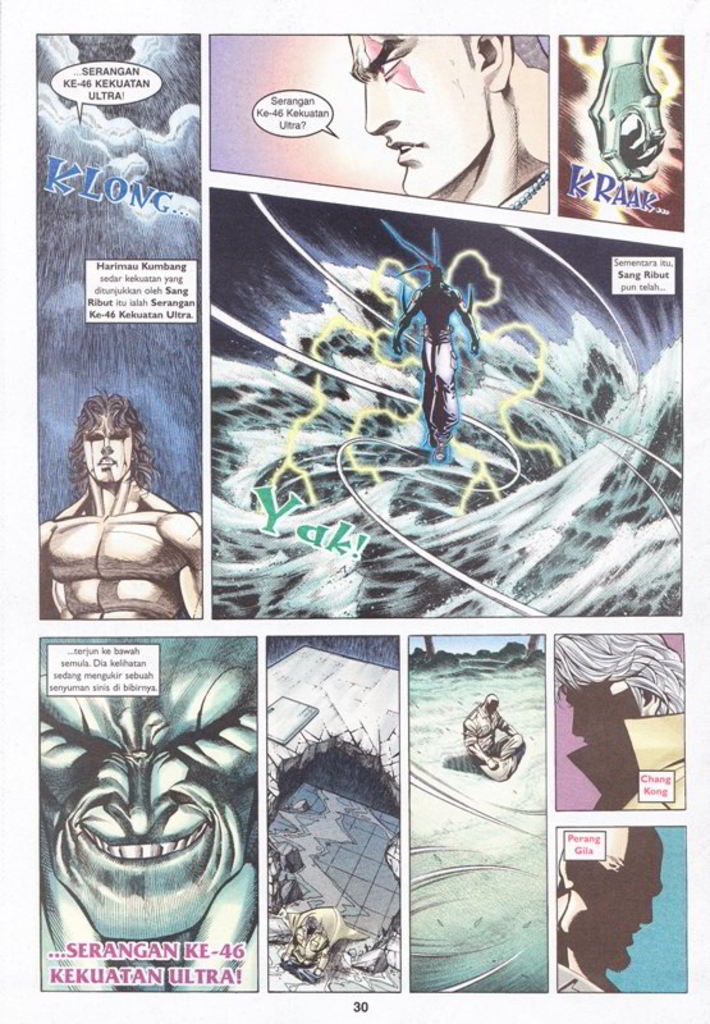 ...SERANGAN
KE-46 KEKUATAN
ULTRA!
KLONG...
Harimau Kumbang
sedar kekuatan yang
ditunjukkan oleh Sang
Ribut itu ialah Serangan
Ke-46 Kekuatan Ultra.
Serangan
Ke-46 Kekuatan
Ultra?
KRAAK...
Sementara itu,
Sang Ribut
pun telah...
Yak!
...terjun ke bawah
semula. Dia kelihatan
sedang mengukir sebuah
senyuman sinis di bibirnya.
...SERANGAN KE-46
KEKUATAN ULTRA!
Chang
Kong
Perang
Gila
30